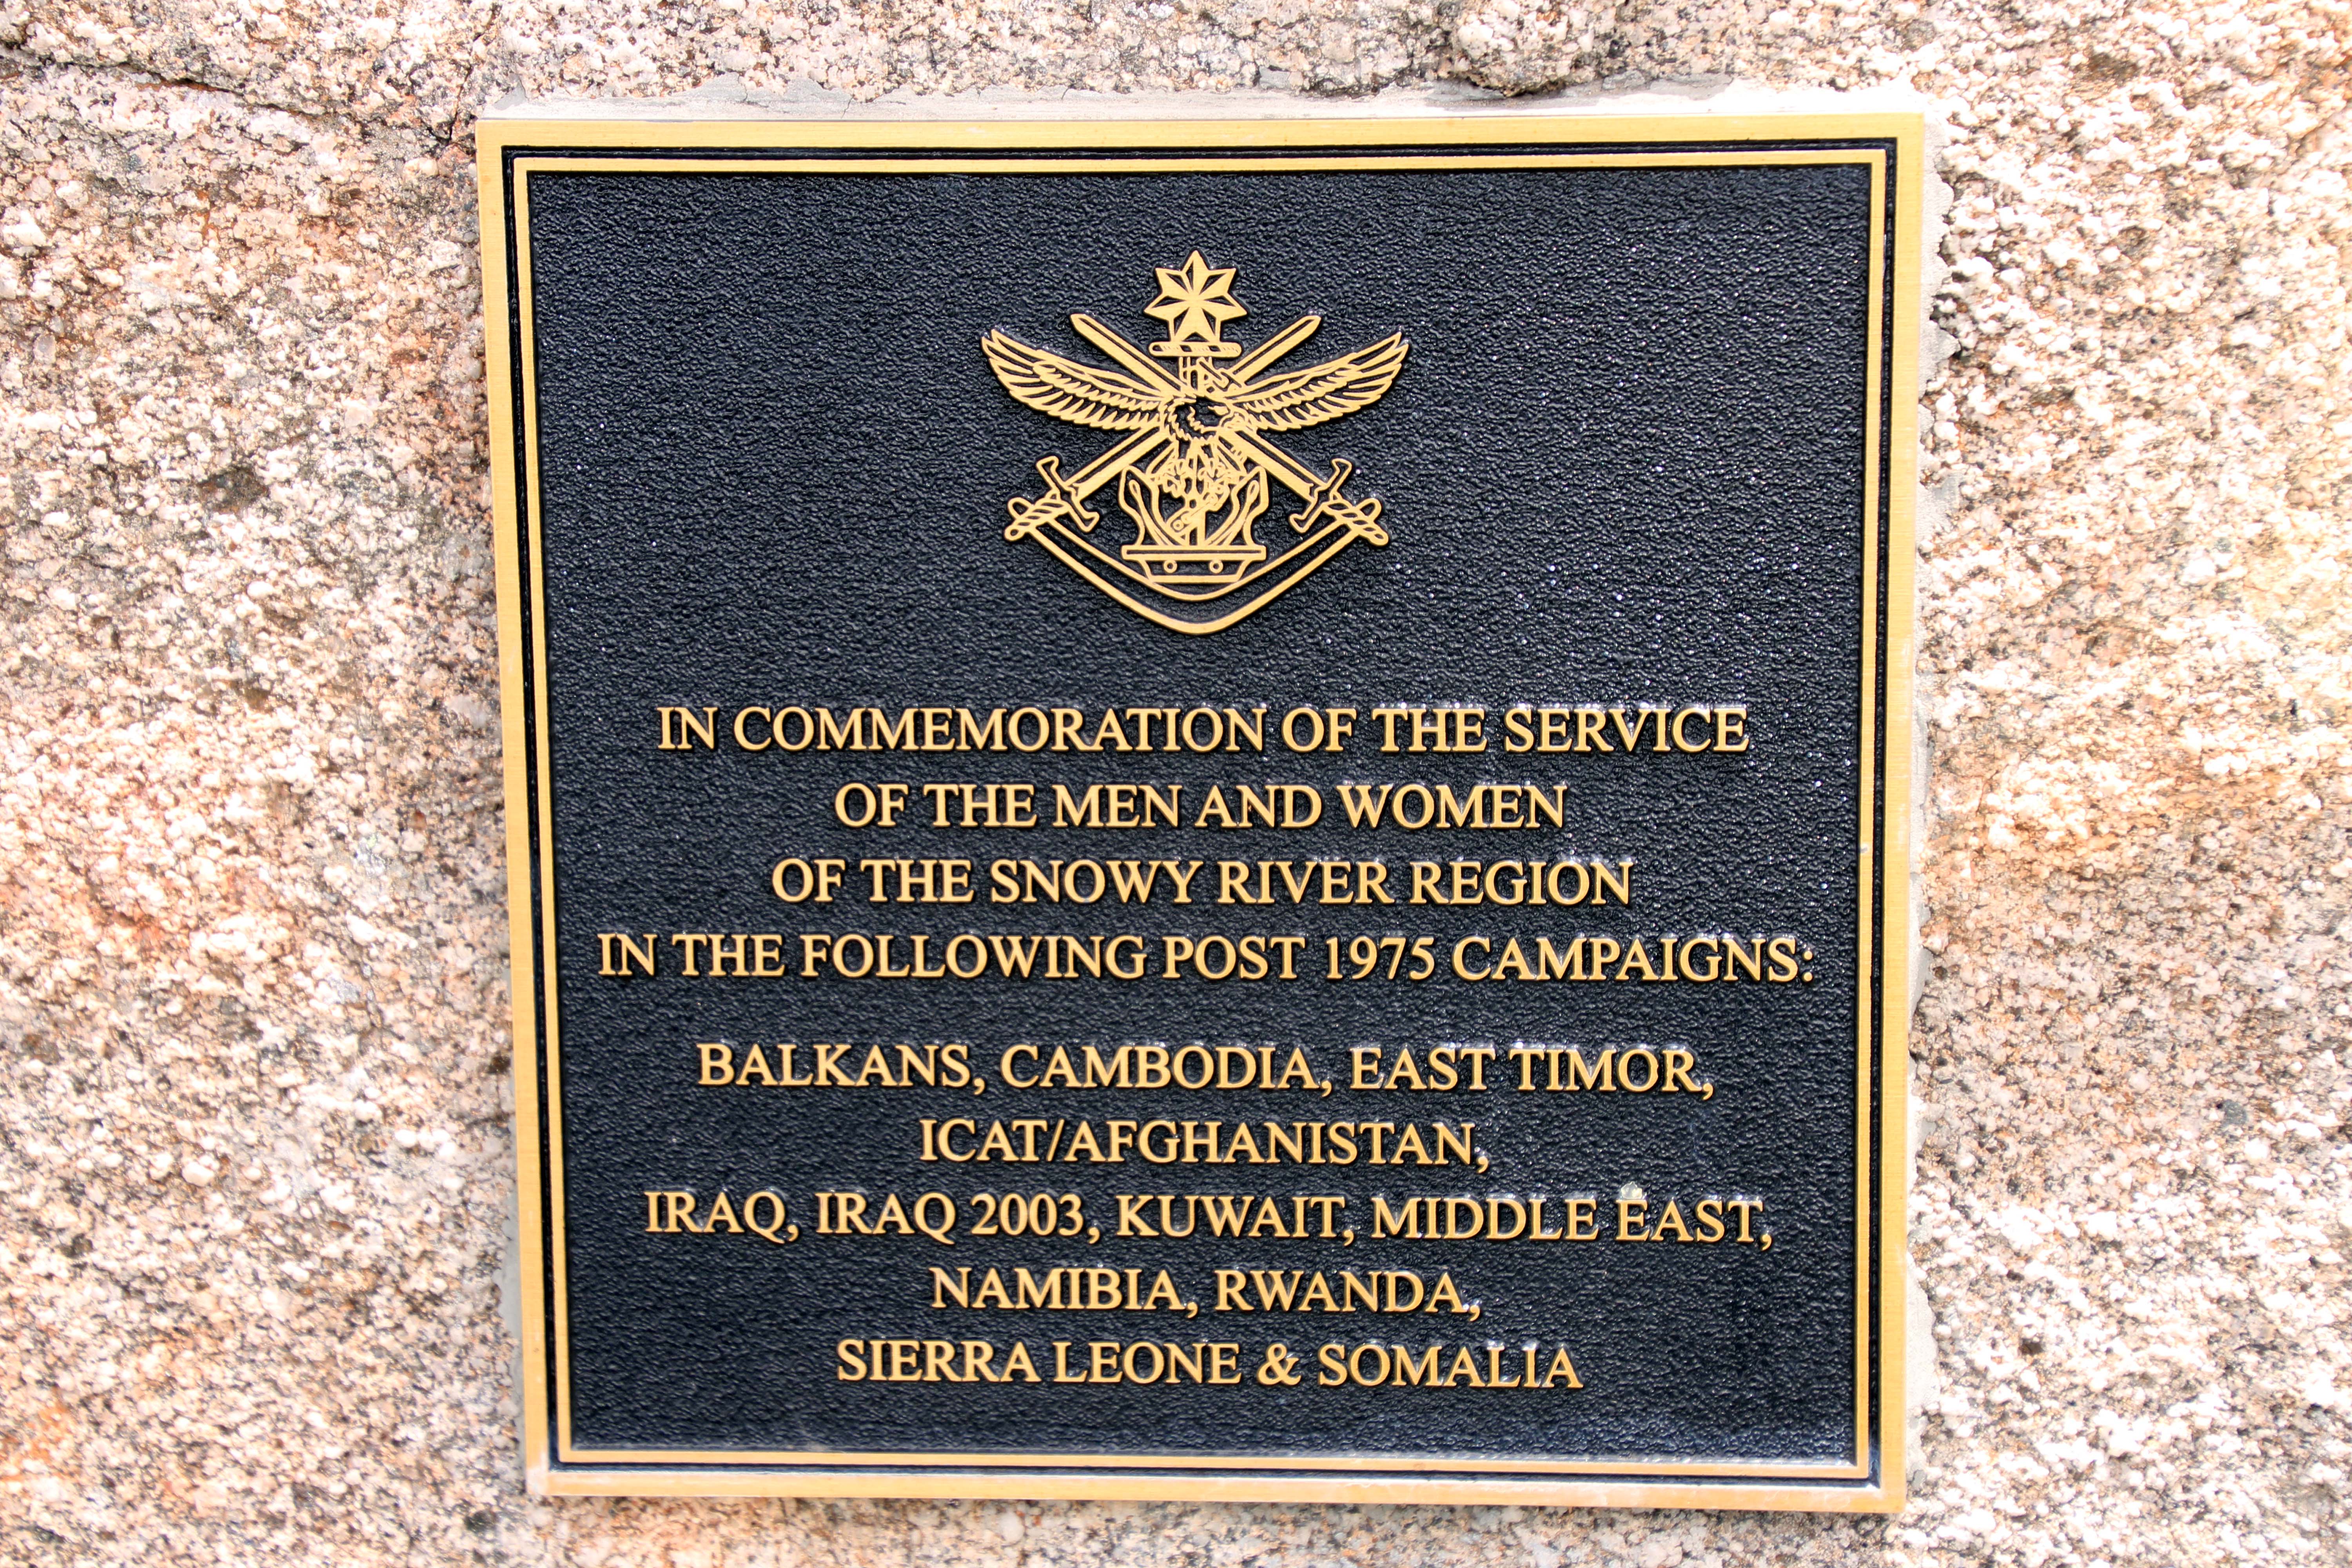 IN COMMEMORATION OF THE SERVICE
OF THE MEN AND WOMEN
OF THE SNOWY RIVER REGION
IN THE FOLLOWING POST 1975 CAMPAIGNS:
BALKANS, CAMBODIA, EAST TIMOR,
ICAT/AFGHANISTAN,
IRAQ, IRAQ 2003, KUWAIT, MIDDLE EAST,
NAMIBIA, RWANDA,
SIERRA LEONE & SOMALIA